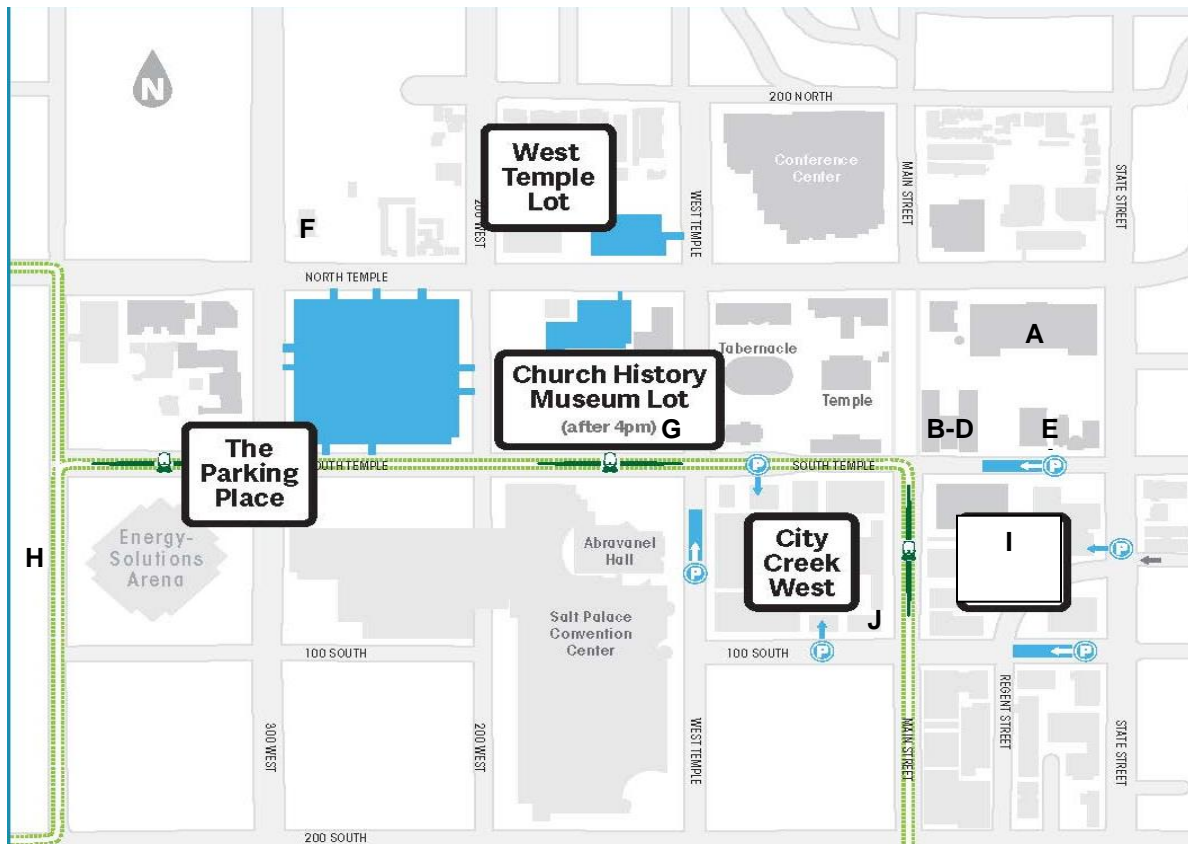 N
200 NORTH
West
Temple
Lot
Conference
Center
MAIN STREET
STATE STREET
WEST TEMPLE
200 WEST
F
NORTH TEMPLE
A
Tabernacle
Church History
Museum Lot
(after 4pm)
G
Temple
B-D
E
The
Parking
Place
SOUTH TEMPLE
P
SOUTH TEMPLE
P
H
Energy-
Solutions
Arena
Abravanel
Hall
P
City
Creek
West
I
P
J
Salt Palace
Convention
Center
100 SOUTH
100 SOUTH
P
P
300 WEST
200 WEST
WEST TEMPLE
MAIN STREET
REGENT STREET
STATE STREET
200 SOUTH